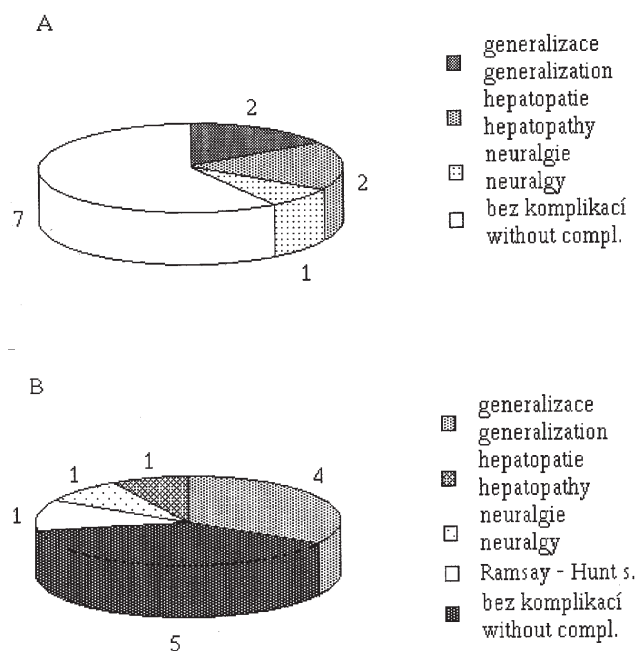 A
2
2
1
7
generalizace
generalization
hepatopatie
hepatopathy
neuralgie
neuralgy
bez komplikací
without compl.
B
1
1
4
1
5
generalizace
generalization
hepatopatie
hepatopathy
neuralgie
neuralgy
Ramsay - Hunt s.
bez komplikací
without compl.